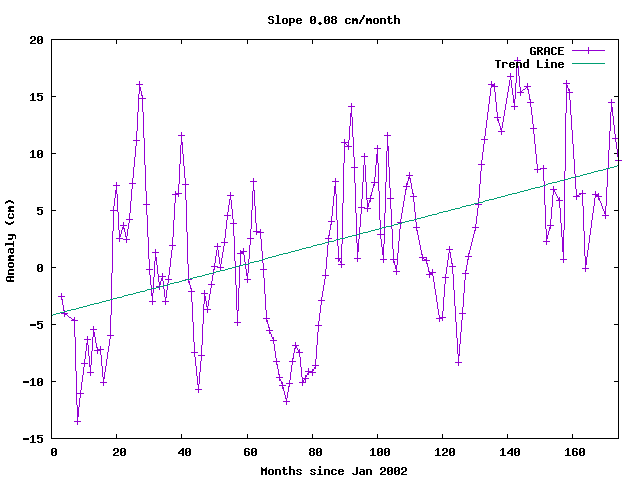 Slope 0.08 cm/month
GRACE
Trend Line
20
15
10
5
0
-5
-10
-15
Anomaly (cm)
0 20 40 60 80 100 120 140 160
Months since Jan 2002